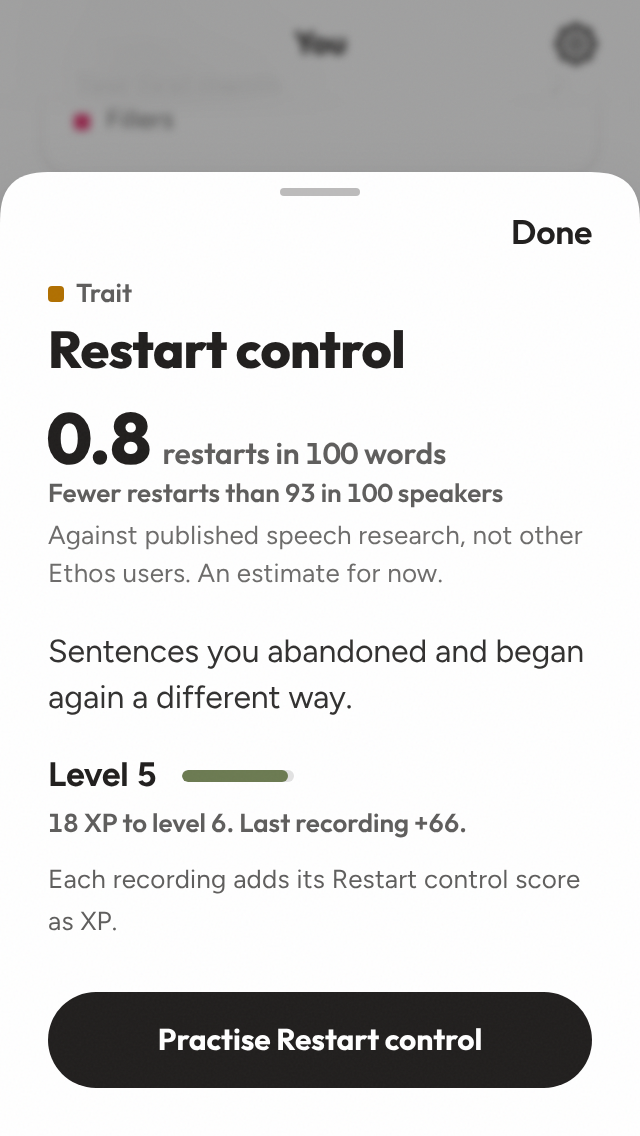 You
Fillers
Done
Trait
Restart control
0.8 restarts in 100 words
Fewer restarts than 93 in 100 speakers
Against published speech research, not other
Ethos users. An estimate for now.
Sentences you abandoned and began
again a different way.
Level 5
18 XP to level 6. Last recording +66.
Each recording adds its Restart control score
as XP.
Practise Restart control